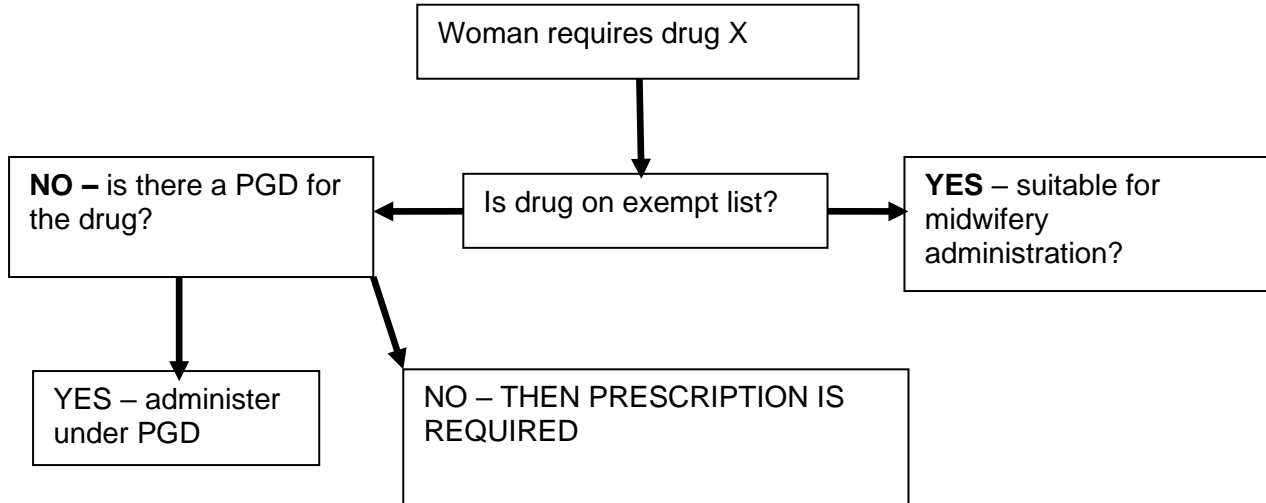 Woman requires drug X
NO – is there a PGD for
the drug?
Is drug on exempt list?
YES – suitable for
midwifery
administration?
YES – administer
under PGD
NO – THEN PRESCRIPTION IS
REQUIRED